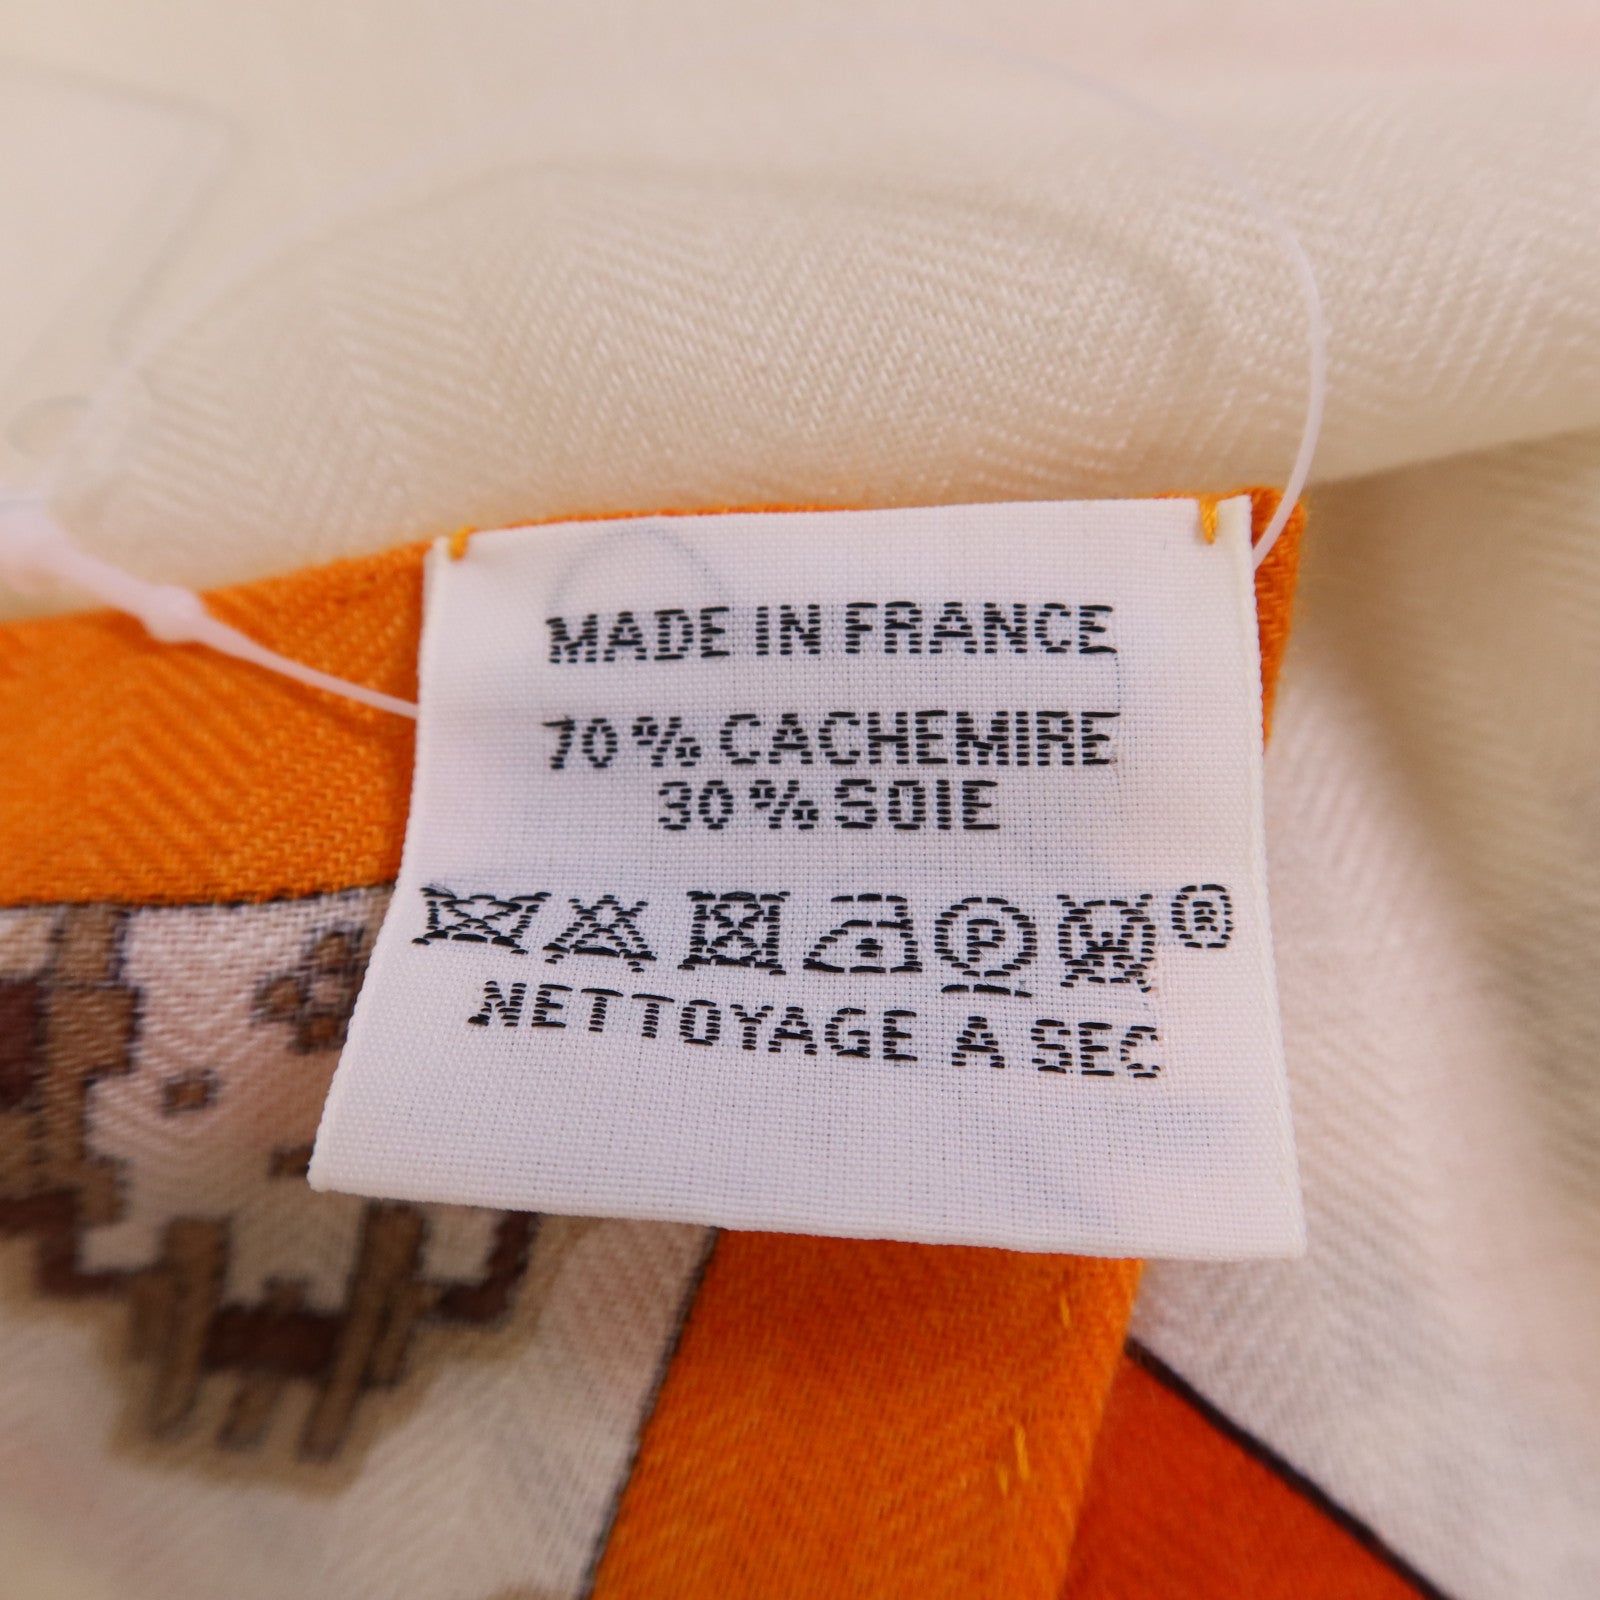 MADE IN FRANCE
70% CACHEMIRE
30% SOIE
P W ®
NETTOYAGE A SEC